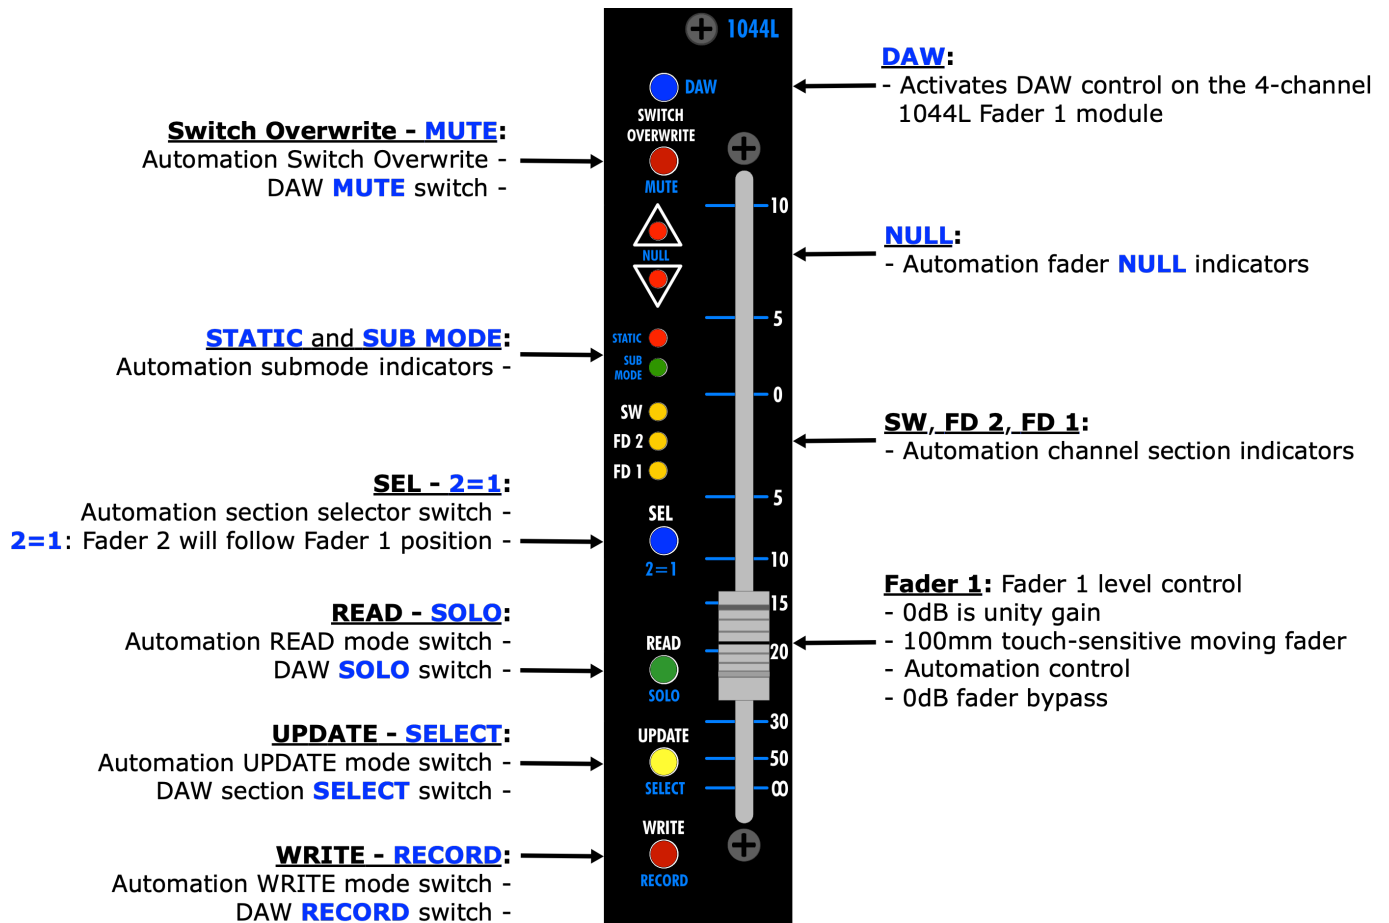 Switch Overwrite - MUTE:
Automation Switch Overwrite -
DAW MUTE switch -
STATIC and SUB MODE:
Automation submode indicators -
SEL - 2=1:
Automation section selector switch -
2=1: Fader 2 will follow Fader 1 position -
READ - SOLO:
Automation READ mode switch -
DAW SOLO switch -
UPDATE - SELECT:
Automation UPDATE mode switch -
DAW section SELECT switch -
WRITE - RECORD:
Automation WRITE mode switch -
DAW RECORD switch -
1044L
DAW
SWITCH
OVERWRITE
MUTE
NULL
STATIC
SUB
MODE
SW
FD 2
FD 1
SEL
2=1
READ
SOLO
UPDATE
SELECT
WRITE
RECORD
10
5
0
5
10
15
20
30
50
∞
DAW:
- Activates DAW control on the 4-channel
1044L Fader 1 module
NULL:
- Automation fader NULL indicators
SW, FD 2, FD 1:
- Automation channel section indicators
Fader 1: Fader 1 level control
- 0dB is unity gain
- 100mm touch-sensitive moving fader
- Automation control
- 0dB fader bypass